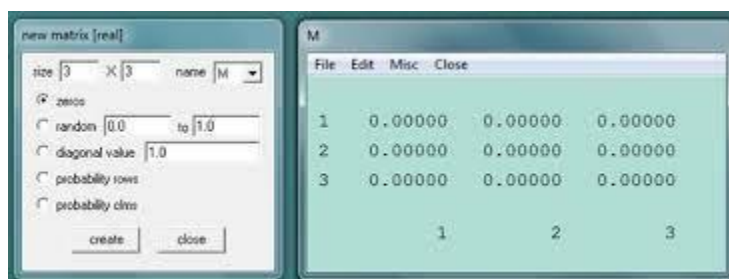 new matrix [real]
size 3 X 3 name M
zeros
random 0.0 to 1.0
diagonal value 1.0
probability rows
probability clms
create close
M
File Edit Misc Close
1 0.00000 0.00000 0.00000
2 0.00000 0.00000 0.00000
3 0.00000 0.00000 0.00000
1 2 3